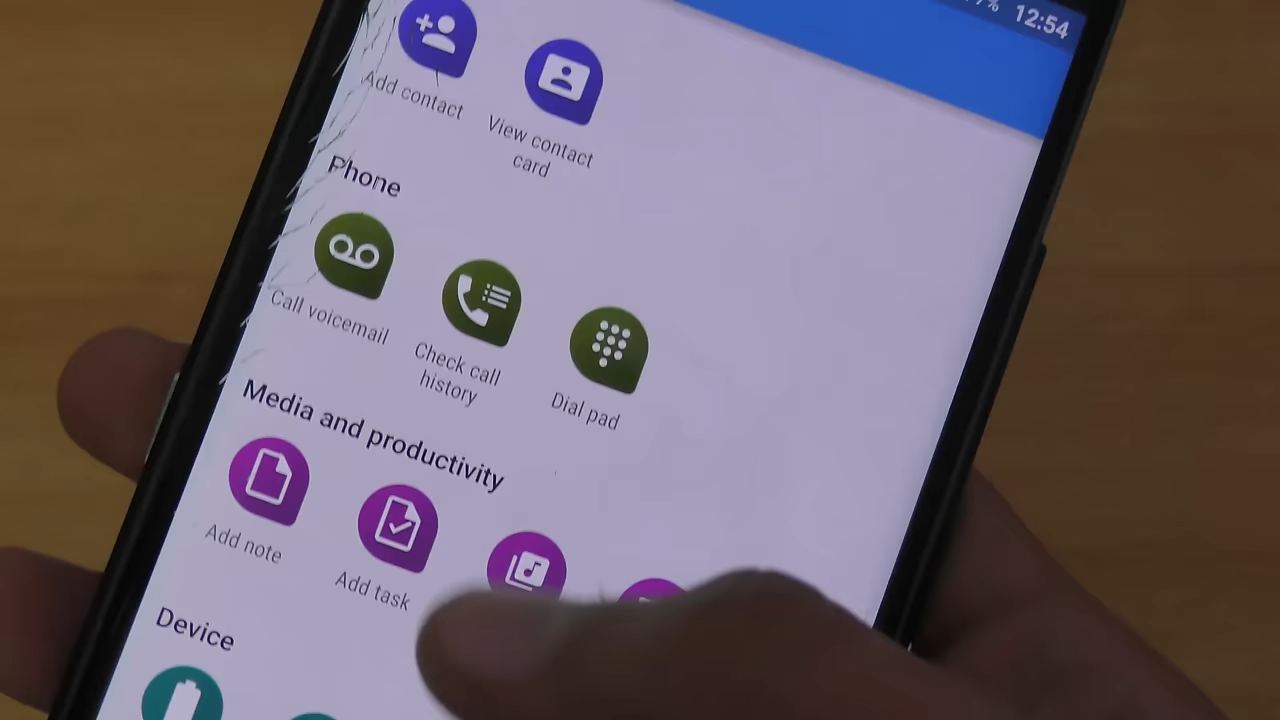 12:54
Add contact
View contact
card
Phone
Call voicemail
Check call
history
Dial pad
Media and productivity
Add note
Add task
Device